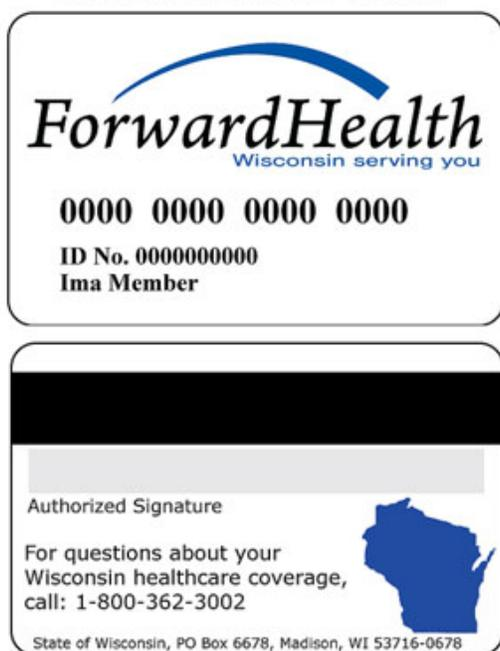 ForwardHealth
Wisconsin serving you
0000 0000 0000 0000
ID No. 0000000000
Ima Member
Authorized Signature
For questions about your
Wisconsin healthcare coverage,
call: 1-800-362-3002
State of Wisconsin, PO Box 6678, Madison, WI 53716-0678